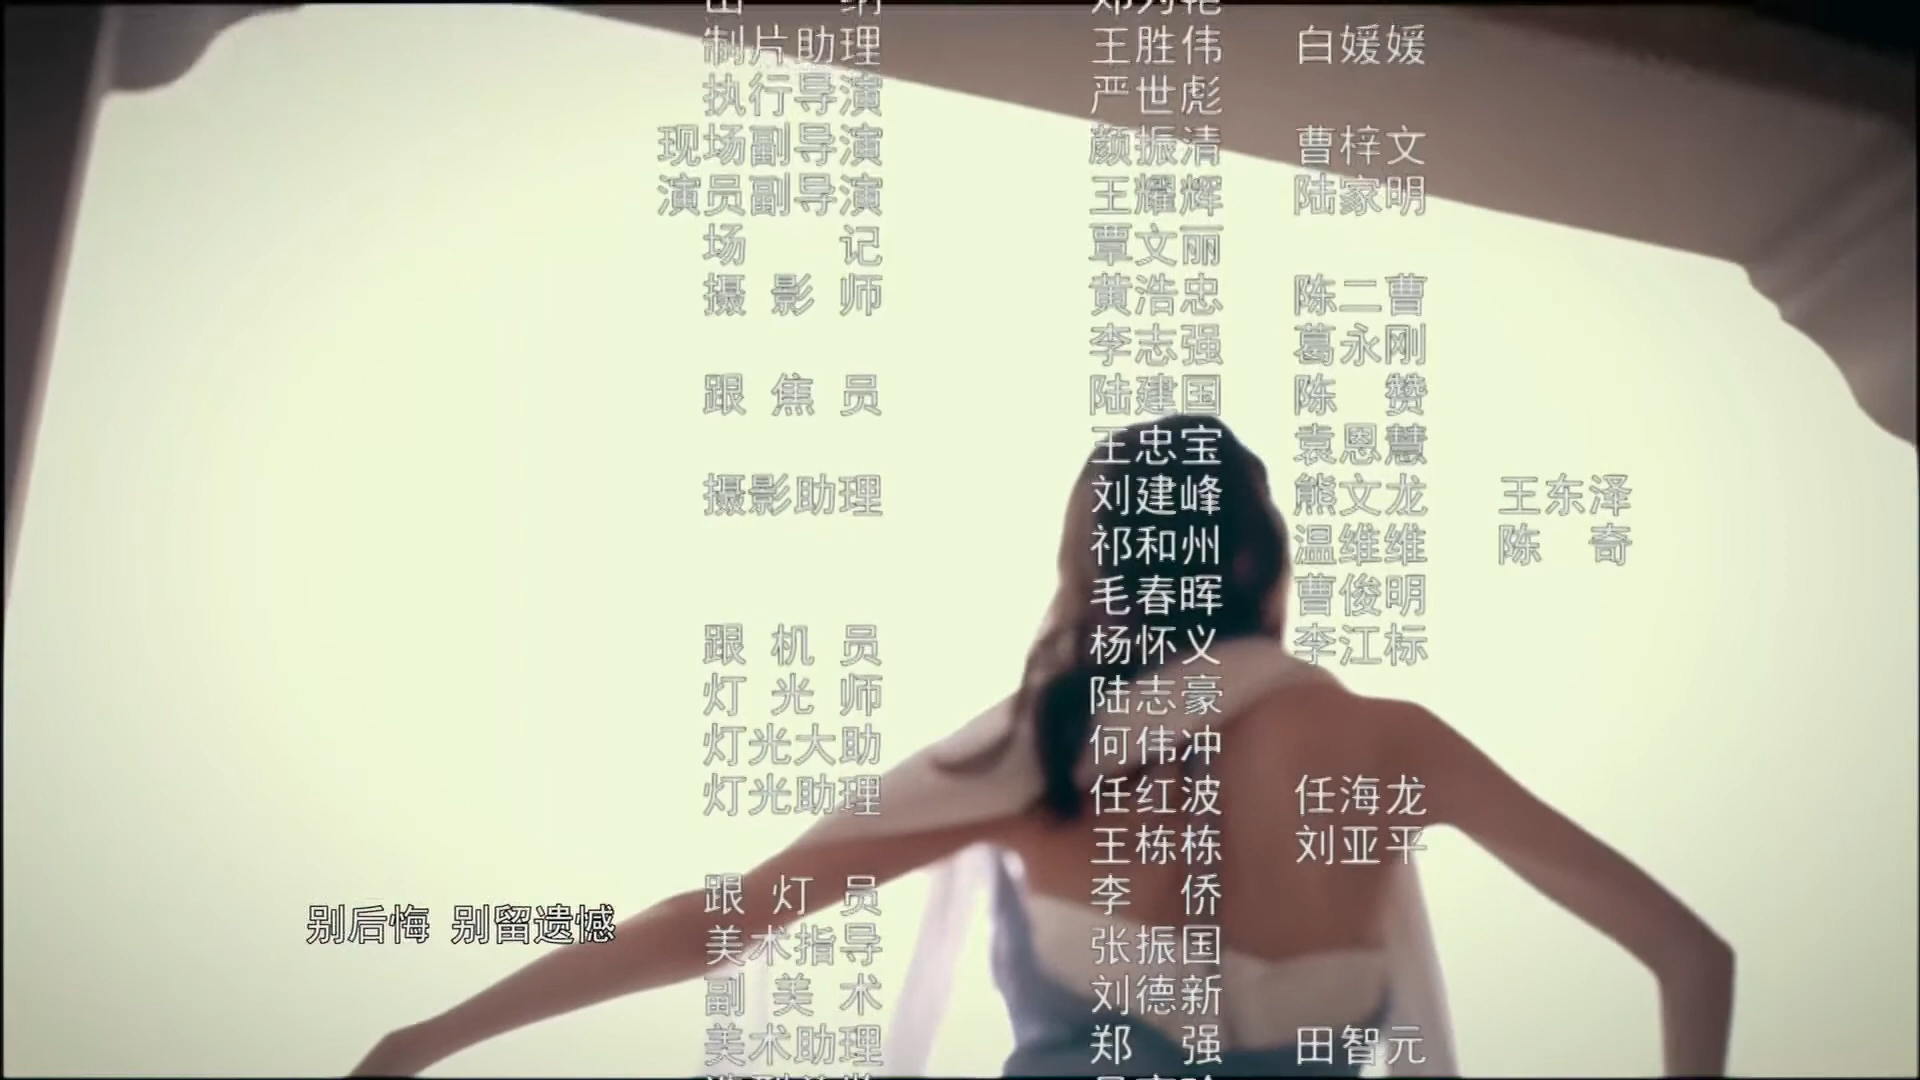 制片助理 王胜伟 白媛媛
执行导演 严世彪
现场副导演 颜振清 曹梓文
演员副导演 王耀辉 陆家明
场 记 覃文丽
摄 影 师 黄浩忠 陈二曹
李志强 葛永刚
跟 焦 员 陆建国 陈 赞
王忠宝 袁恩慧
摄影助理 刘建峰 熊文龙 王东泽
祁和州 温维维 陈 奇
毛春晖 曹俊明
跟 机 员 杨怀义 李江标
灯 光 师 陆志豪
灯光大助 何伟冲
灯光助理 任红波 任海龙
王栋栋 刘亚平
跟 灯 员 李 侨
别后悔 别留遗憾
美术指导 张振国
副 美 术 刘德新
美术助理 郑 强 田智元